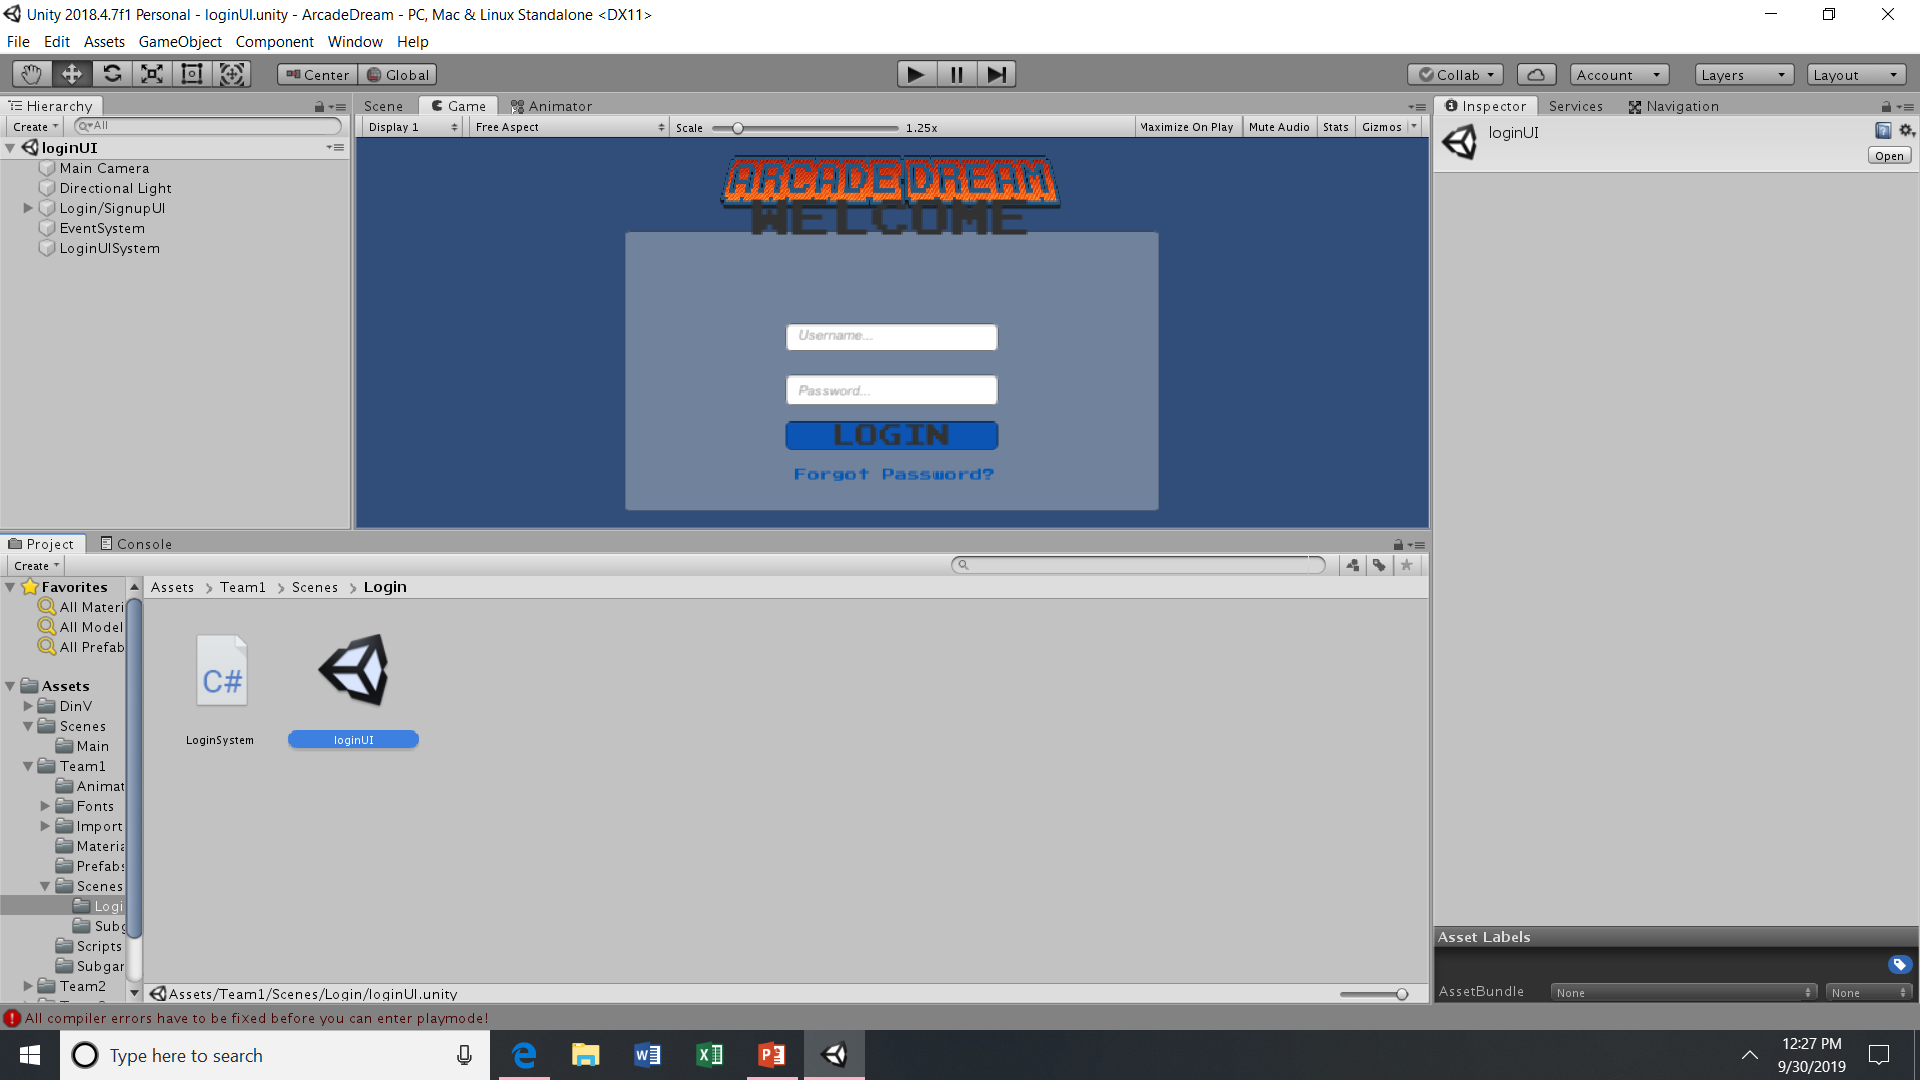 Unity 2018.4.7f1 Personal - loginUI.unity - ArcadeDream - PC, Mac & Linux Standalone <DX11>
File Edit Assets GameObject Component Window Help
Center Global Collab Account Layers Layout
Hierarchy
Create All
loginUI
Main Camera
Directional Light
Login/SignupUI
EventSystem
LoginUISystem
Scene Game Animator
Display 1 Free Aspect Scale 1.25x Maximize On Play Mute Audio Stats Gizmos
ARCADE DREAM
WELCOME
Username...
Password...
LOGIN
Forgot Password?
Inspector Services Navigation
loginUI
Open
Project Console
Create
Favorites
All Materi
All Model
All Prefab
Assets
DinV
Scenes
Main
Team1
Animat
Fonts
Import
Materia
Prefabs
Scenes
Logi
Subg
Scripts
Subgar
Team2
Assets > Team1 > Scenes > Login
C#
LoginSystem
loginUI
Assets/Team1/Scenes/Login/loginUI.unity
Asset Labels
AssetBundle None None
All compiler errors have to be fixed before you can enter playmode!
Type here to search
12:27 PM
9/30/2019